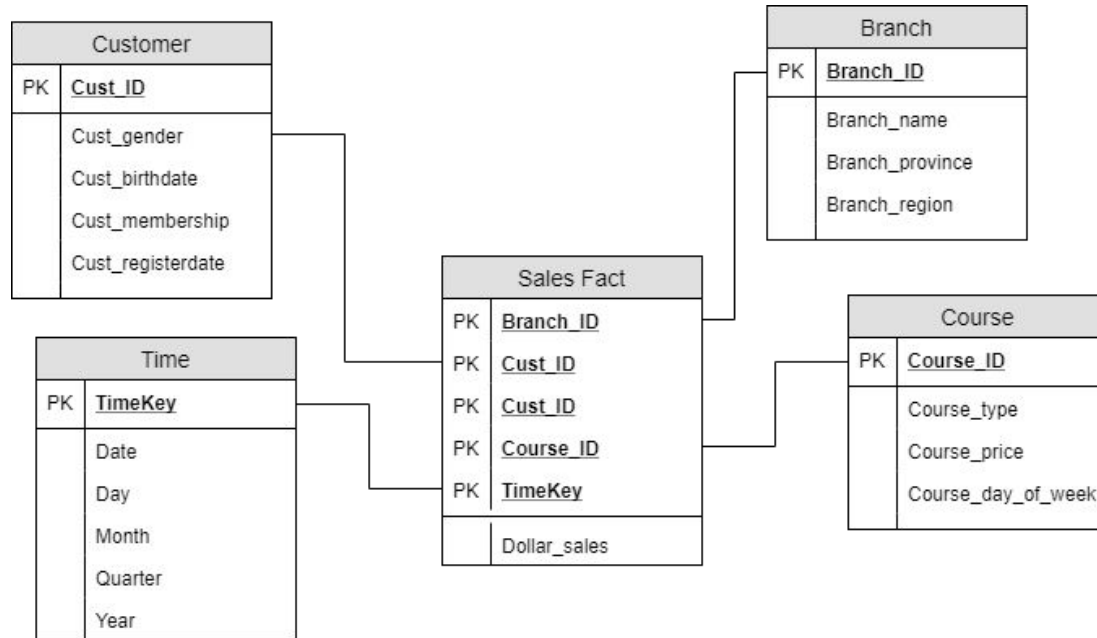 Customer
PK Cust_ID
Cust_gender
Cust_birthdate
Cust_membership
Cust_registerdate
Branch
PK Branch_ID
Branch_name
Branch_province
Branch_region
Sales Fact
PK Branch_ID
PK Cust_ID
PK Cust_ID
PK Course_ID
PK TimeKey
Dollar_sales
Time
PK TimeKey
Date
Day
Month
Quarter
Year
Course
PK Course_ID
Course_type
Course_price
Course_day_of_week